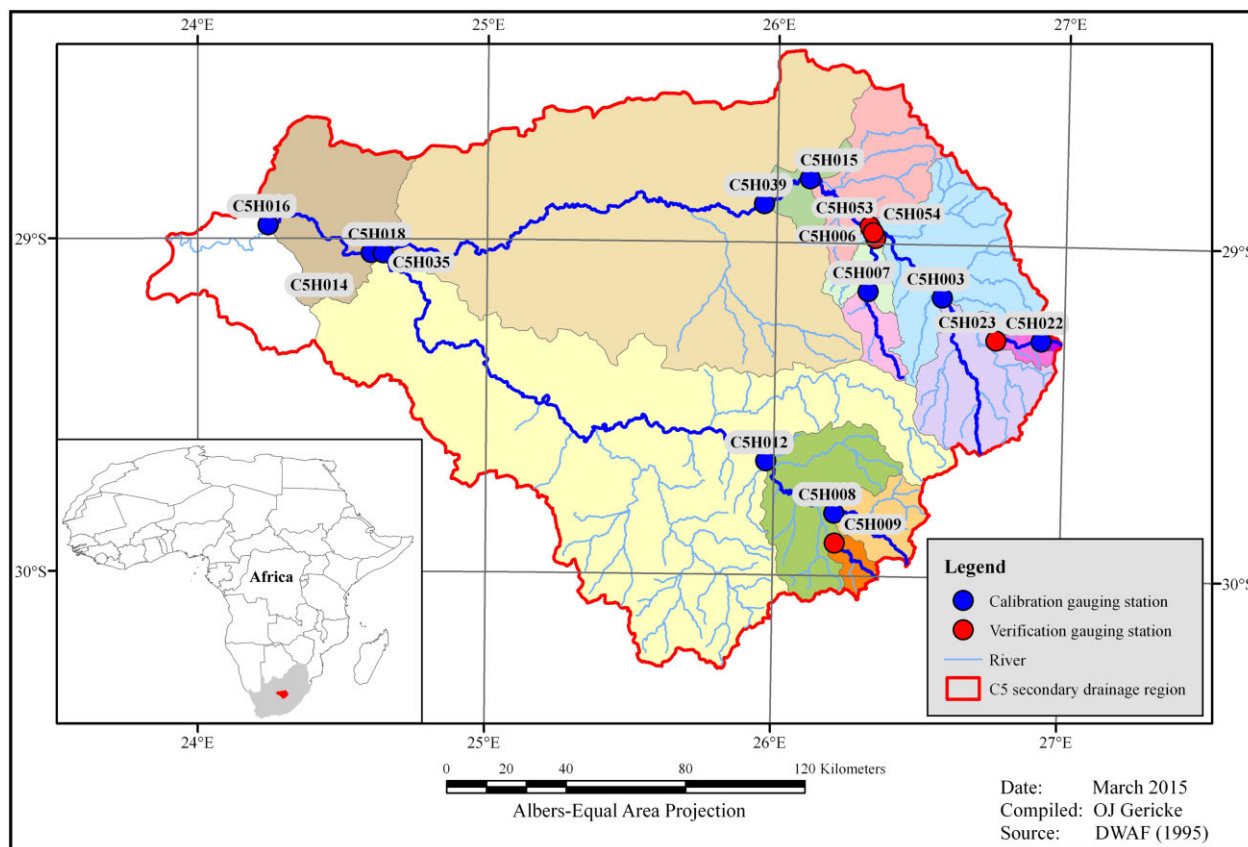 24°E 25°E 26°E 27°E
C5H015
C5H039
C5H016
C5H053
C5H054
C5H018
C5H006
29°S
29°S
C5H035
C5H007
C5H003
C5H014
C5H023
C5H022
C5H012
C5H008
C5H009
30°S
30°S
Africa
Legend
Calibration gauging station
Verification gauging station
River
C5 secondary drainage region
24°E 25°E 26°E 27°E
0 20 40 80 120 Kilometers
Albers-Equal Area Projection
Date: March 2015
Compiled: OJ Gericke
Source: DWAF (1995)